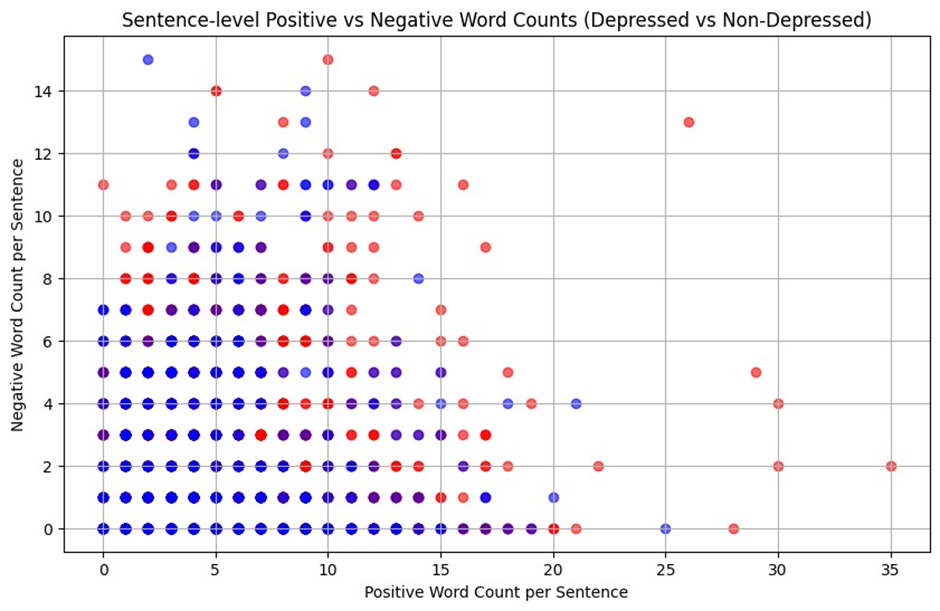 Sentence-level Positive vs Negative Word Counts (Depressed vs Non-Depressed)
Negative Word Count per Sentence
14
12
10
8
6
4
2
0
0 5 10 15 20 25 30 35
Positive Word Count per Sentence